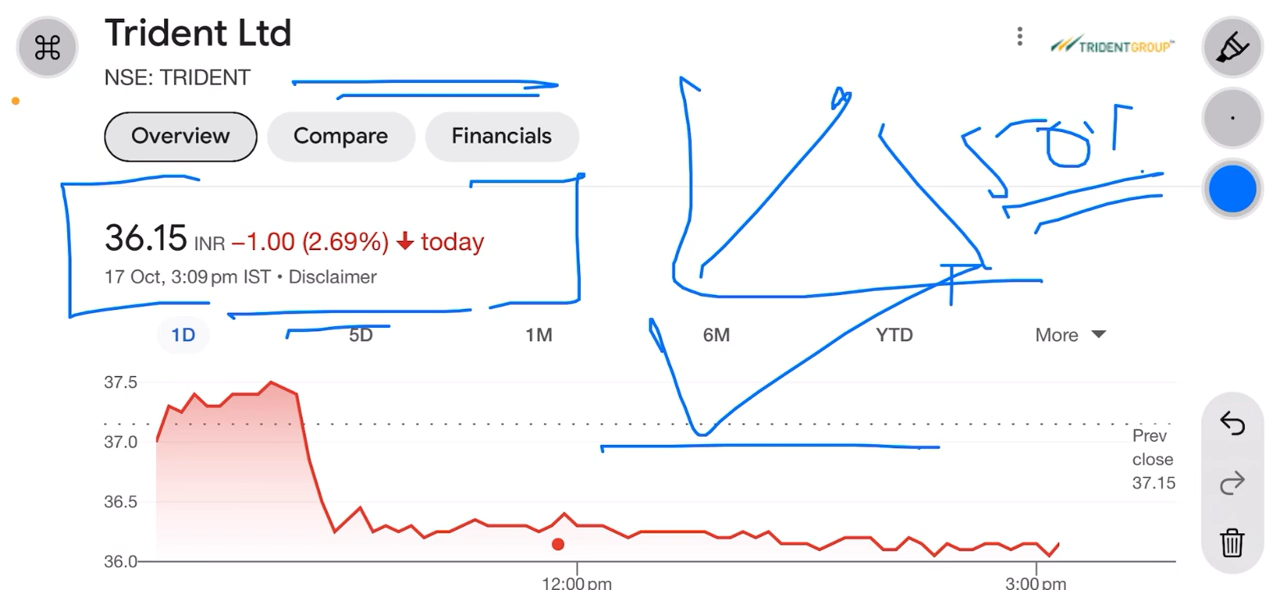 Trident Ltd
TRIDENTGROUP™
NSE: TRIDENT
Overview Compare Financials
36.15 INR −1.00 (2.69%) today
17 Oct, 3:09 pm IST • Disclaimer
1D 5D 1M 6M YTD More
37.5
37.0
36.5
36.0
Prev
close
37.15
12:00 pm 3:00 pm